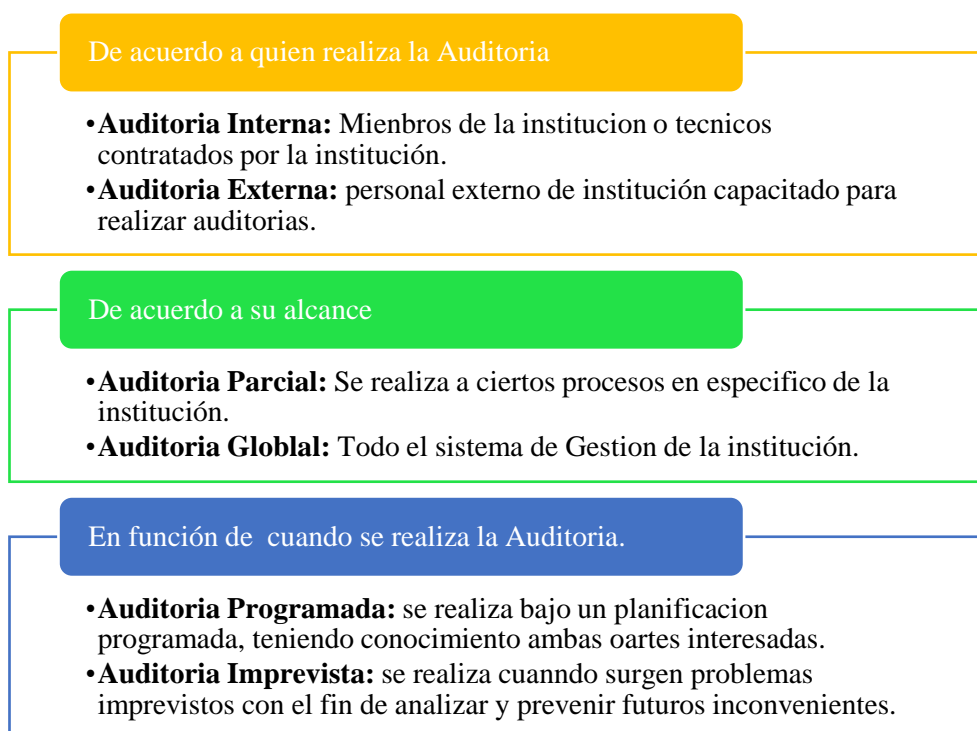 De acuerdo a quien realiza la Auditoria
•Auditoria Interna: Mienbros de la institucion o tecnicos
contratados por la institución.
•Auditoria Externa: personal externo de institución capacitado para
realizar auditorias.
De acuerdo a su alcance
•Auditoria Parcial: Se realiza a ciertos procesos en especifico de la
institución.
•Auditoria Globlal: Todo el sistema de Gestion de la institución.
En función de  cuando se realiza la Auditoria.
•Auditoria Programada: se realiza bajo un planificacion
programada, teniendo conocimiento ambas oartes interesadas.
•Auditoria Imprevista: se realiza cuanndo surgen problemas
imprevistos con el fin de analizar y prevenir futuros inconvenientes.